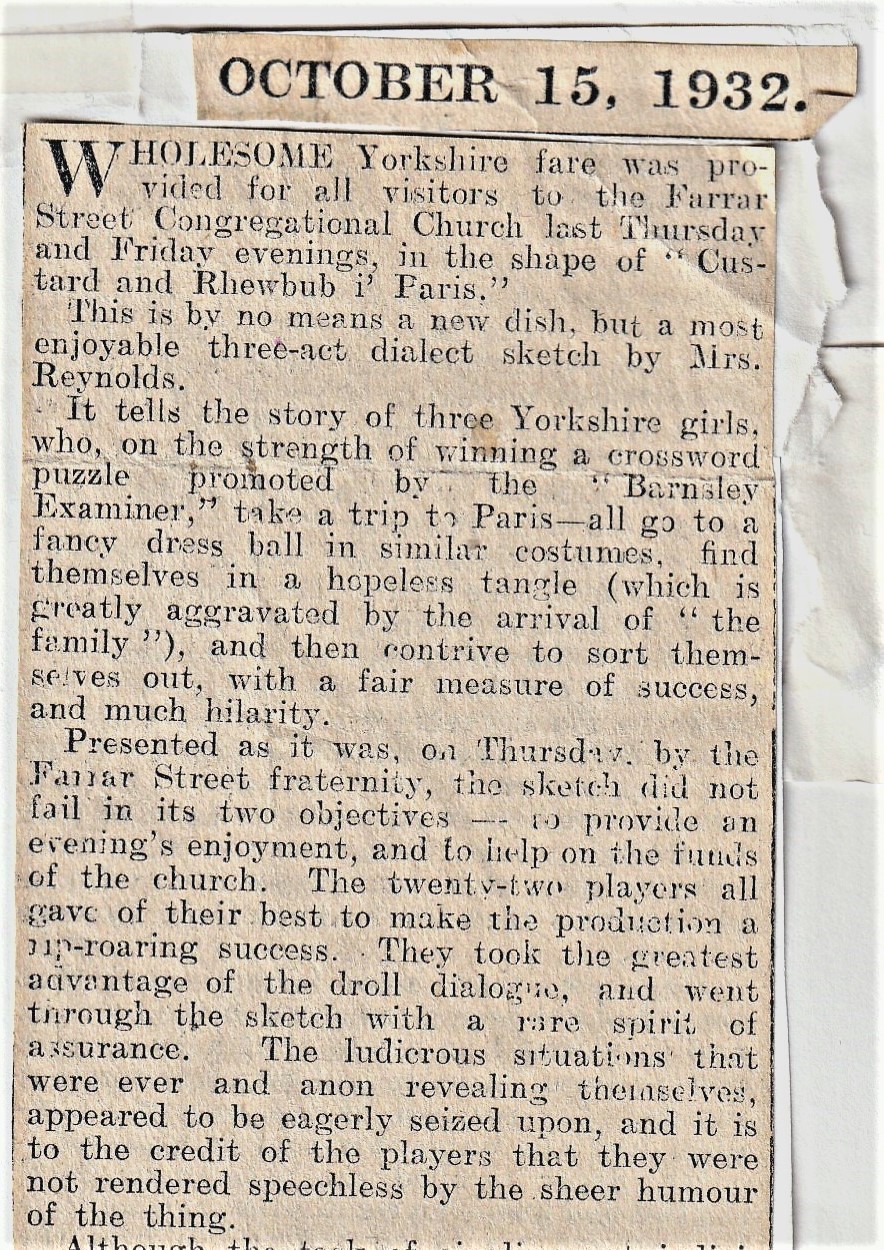 OCTOBER 15, 1932.
WHOLESOME Yorkshire fare was pro-
vided for all visitors to the Farrar
Street Congregational Church last Thursday
and Friday evenings, in the shape of “ Cus-
tard and Rhewbub i’ Paris.”
This is by no means a new dish, but a most
enjoyable three-act dialect sketch by Mrs.
Reynolds.
It tells the story of three Yorkshire girls,
who, on the strength of winning a crossword
puzzle promoted by the “ Barnsley
Examiner,” take a trip to Paris—all go to a
fancy dress ball in similar costumes, find
themselves in a hopeless tangle (which is
greatly aggravated by the arrival of “ the
family ”), and then contrive to sort them-
selves out, with a fair measure of success,
and much hilarity.
Presented as it was, on Thursday, by the
Farrar Street fraternity, the sketch did not
fail in its two objectives — to provide an
evening’s enjoyment, and to help on the funds
of the church. The twenty-two players all
gave of their best to make the production a
up-roaring success. They took the greatest
advantage of the droll dialogue, and went
through the sketch with a rare spirit of
assurance. The ludicrous situations that
were ever and anon revealing themselves,
appeared to be eagerly seized upon, and it is
to the credit of the players that they were
not rendered speechless by the sheer humour
of the thing.
Although the task of